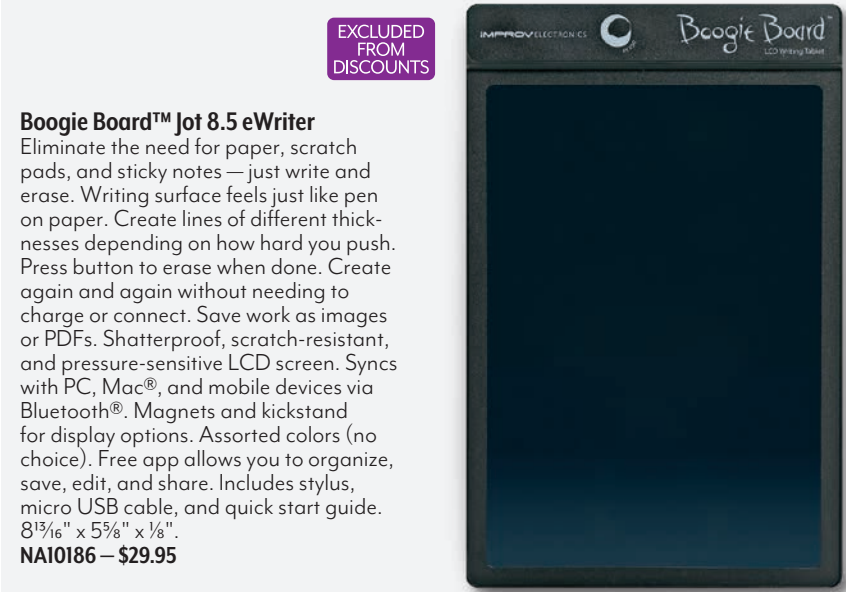 EXCLUDED
FROM
DISCOUNTS
IMPROVELECTRONICS
Boogie Board™
LCD Writing Tablet
Boogie Board™ Jot 8.5 eWriter
Eliminate the need for paper, scratch
pads, and sticky notes — just write and
erase. Writing surface feels just like pen
on paper. Create lines of different thick-
nesses depending on how hard you push.
Press button to erase when done. Create
again and again without needing to
charge or connect. Save work as images
or PDFs. Shatterproof, scratch-resistant,
and pressure-sensitive LCD screen. Syncs
with PC, Mac®, and mobile devices via
Bluetooth®. Magnets and kickstand
for display options. Assorted colors (no
choice). Free app allows you to organize,
save, edit, and share. Includes stylus,
micro USB cable, and quick start guide.
8¹³⁄₁₆" x 5⅝" x ⅛".
NA10186 — $29.95